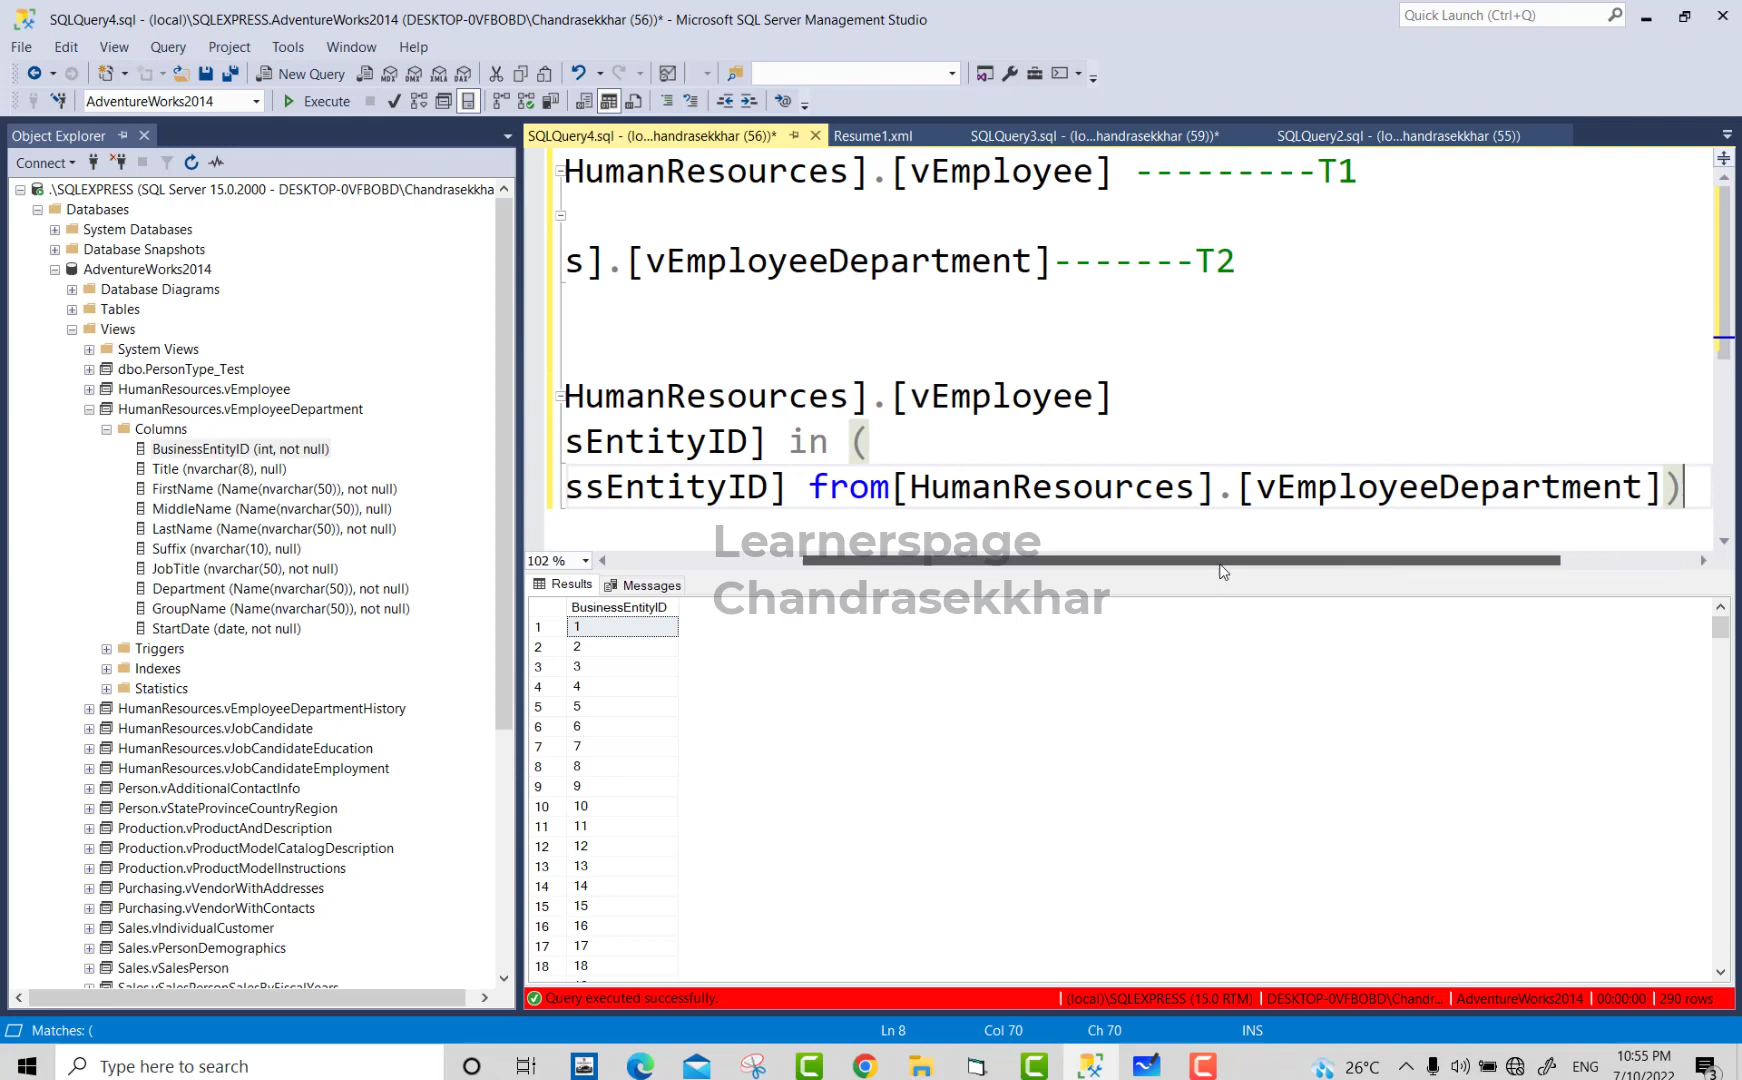 SQLQuery4.sql - (local)\SQLEXPRESS.AdventureWorks2014 (DESKTOP-0VFBOBD\Chandrasekkhar (56))* - Microsoft SQL Server Management Studio
Quick Launch (Ctrl+Q)
File Edit View Query Project Tools Window Help
New Query
AdventureWorks2014
Execute
Object Explorer
SQLQuery4.sql - (lo...handrasekkhar (56))*
Resume1.xml
SQLQuery3.sql - (lo...handrasekkhar (59))*
SQLQuery2.sql - (lo...handrasekkhar (55))
Connect
.\SQLEXPRESS (SQL Server 15.0.2000 - DESKTOP-0VFBOBD\Chandrasekkha
Databases
System Databases
Database Snapshots
AdventureWorks2014
Database Diagrams
Tables
Views
System Views
dbo.PersonType_Test
HumanResources.vEmployee
HumanResources.vEmployeeDepartment
Columns
BusinessEntityID (int, not null)
Title (nvarchar(8), null)
FirstName (Name(nvarchar(50)), not null)
MiddleName (Name(nvarchar(50)), null)
LastName (Name(nvarchar(50)), not null)
Suffix (nvarchar(10), null)
JobTitle (nvarchar(50), not null)
Department (Name(nvarchar(50)), not null)
GroupName (Name(nvarchar(50)), not null)
StartDate (date, not null)
Triggers
Indexes
Statistics
HumanResources.vEmployeeDepartmentHistory
HumanResources.vJobCandidate
HumanResources.vJobCandidateEducation
HumanResources.vJobCandidateEmployment
Person.vAdditionalContactInfo
Person.vStateProvinceCountryRegion
Production.vProductAndDescription
Production.vProductModelCatalogDescription
Production.vProductModelInstructions
Purchasing.vVendorWithAddresses
Purchasing.vVendorWithContacts
Sales.vIndividualCustomer
Sales.vPersonDemographics
Sales.vSalesPerson
Sales.vSalesPersonSalesByFiscalYears
HumanResources].[vEmployee] ---------T1
s].[vEmployeeDepartment]-------T2
HumanResources].[vEmployee]
sEntityID] in (
ssEntityID] from[HumanResources].[vEmployeeDepartment])
Learnerspage
Chandrasekkhar
102 %
Results Messages
BusinessEntityID
1 1
2 2
3 3
4 4
5 5
6 6
7 7
8 8
9 9
10 10
11 11
12 12
13 13
14 14
15 15
16 16
17 17
18 18
Query executed successfully.
(local)\SQLEXPRESS (15.0 RTM) DESKTOP-0VFBOBD\Chandr... AdventureWorks2014 00:00:00 290 rows
Matches: (
Ln 8 Col 70 Ch 70 INS
Type here to search
26°C
ENG
10:55 PM
7/10/2022
3